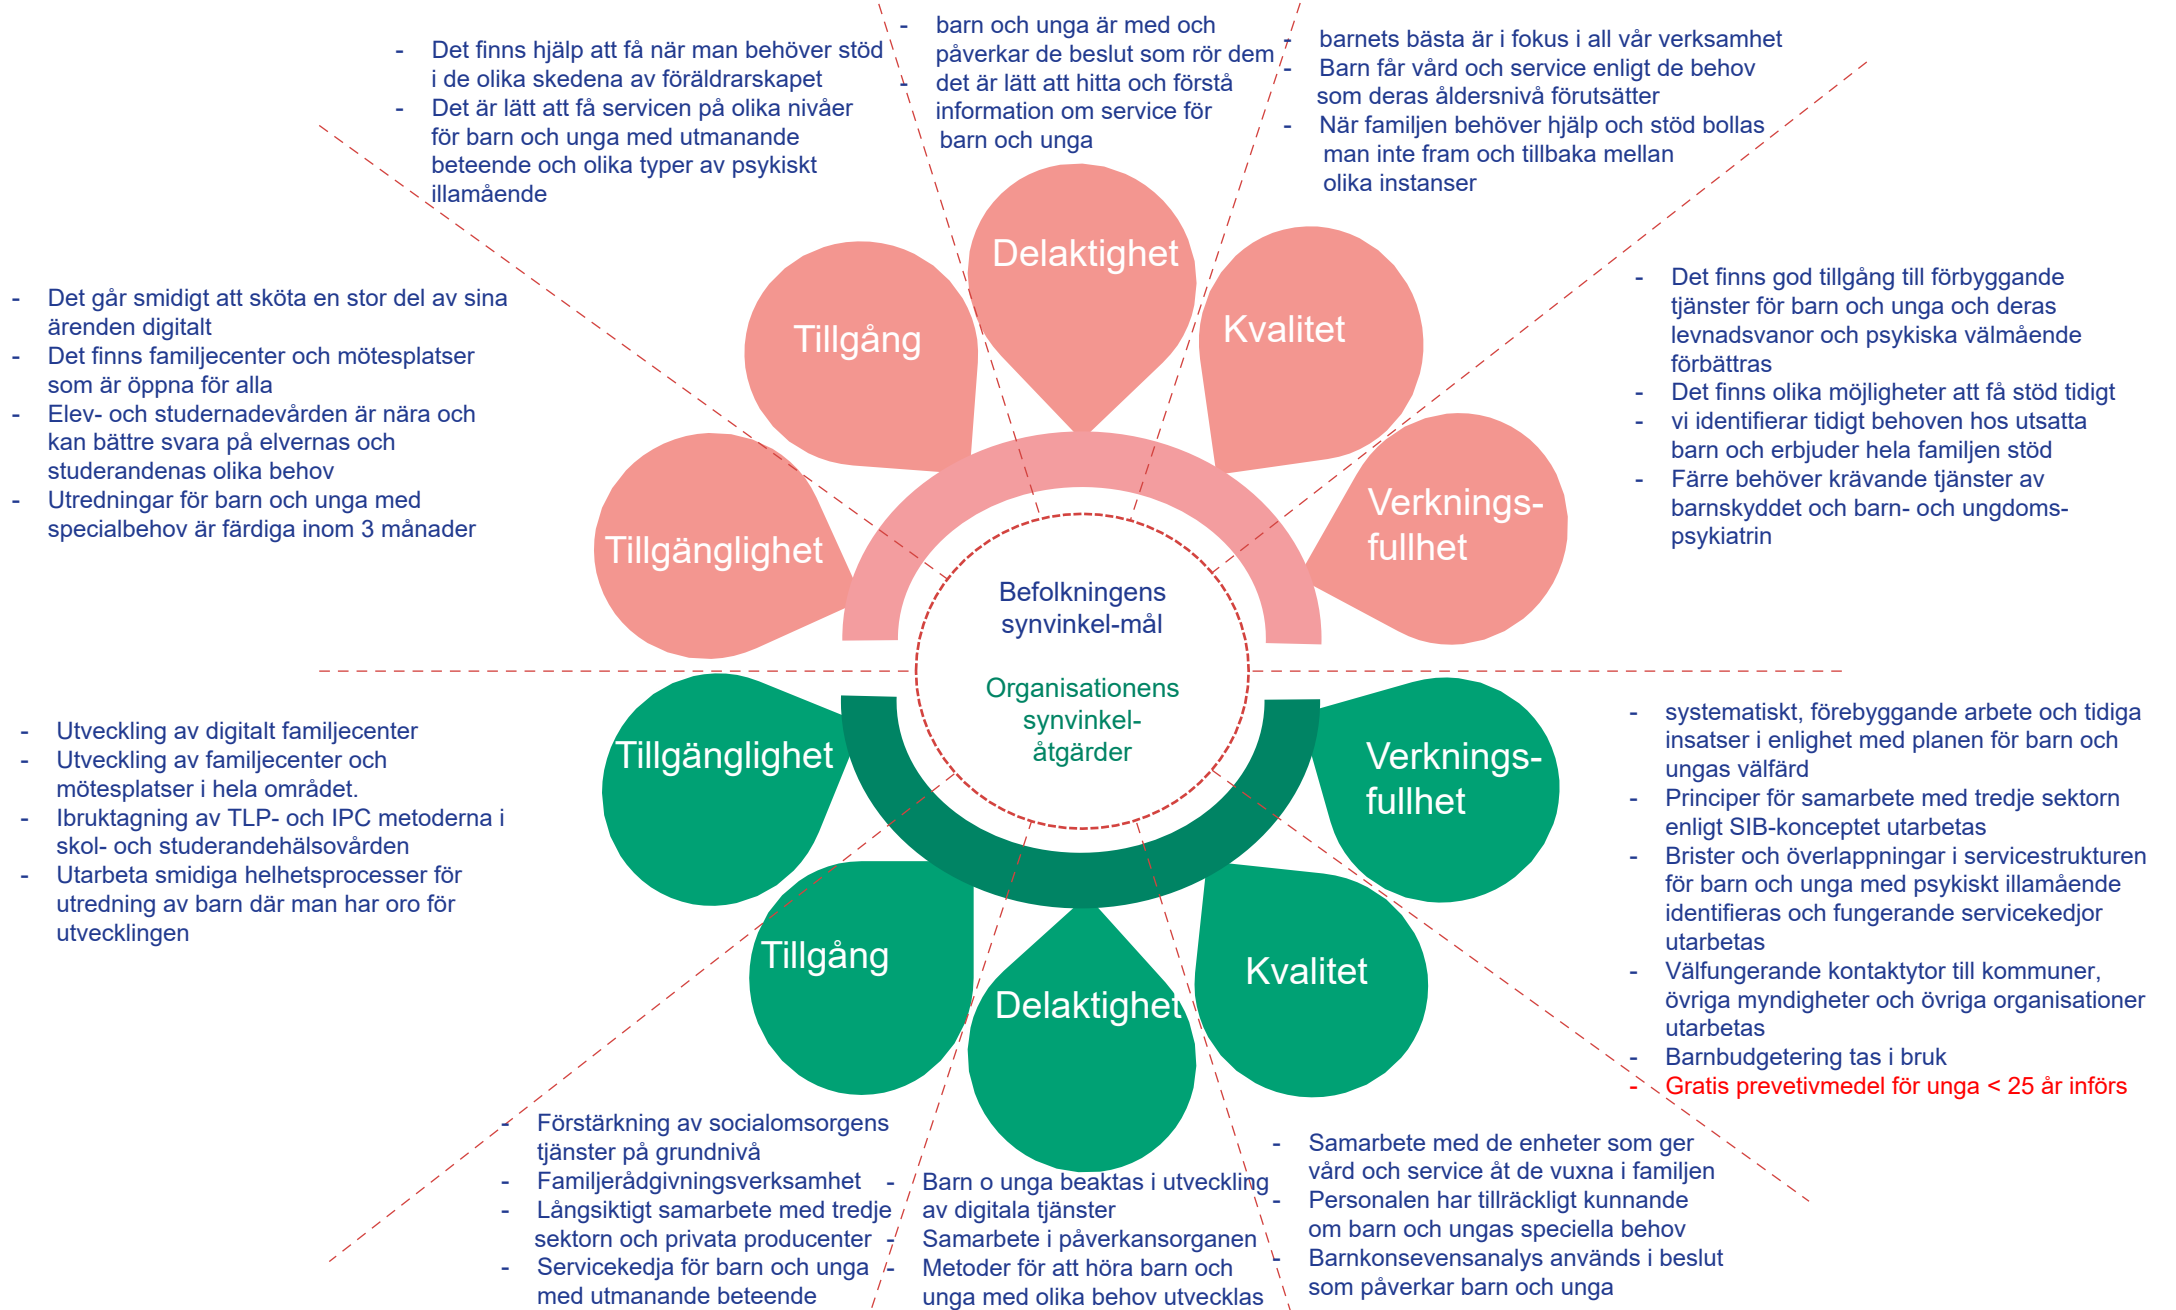 - Det finns hjälp att få när man behöver stöd
i de olika skedena av föräldrarskapet
- Det är lätt att få servicen på olika nivåer
för barn och unga med utmanande
beteende och olika typer av psykiskt
illamående
- barn och unga är med och
påverkar de beslut som rör dem
- det är lätt att hitta och förstå
information om service för
barn och unga
- barnets bästa är i fokus i all vår verksamhet
- Barn får vård och service enligt de behov
som deras åldersnivå förutsätter
- När familjen behöver hjälp och stöd bollas
man inte fram och tillbaka mellan
olika instanser
- Det går smidigt att sköta en stor del av sina
ärenden digitalt
- Det finns familjecenter och mötesplatser
som är öppna för alla
- Elev- och studernadevården är nära och
kan bättre svara på elvernas och
studerandenas olika behov
- Utredningar för barn och unga med
specialbehov är färdiga inom 3 månader
Tillgänglighet
Tillgång
Delaktighet
Kvalitet
Verknings-
fullhet
- Det finns god tillgång till förbyggande
tjänster för barn och unga och deras
levnadsvanor och psykiska välmående
förbättras
- Det finns olika möjligheter att få stöd tidigt
- vi identifierar tidigt behoven hos utsatta
barn och erbjuder hela familjen stöd
- Färre behöver krävande tjänster av
barnskyddet och barn- och ungdoms-
psykiatrin
Befolkningens
synvinkel-mål
Organisationens
synvinkel-
åtgärder
- Utveckling av digitalt familjecenter
- Utveckling av familjecenter och
mötesplatser i hela området.
- Ibruktagning av TLP- och IPC metoderna i
skol- och studerandehälsovården
- Utarbeta smidiga helhetsprocesser för
utredning av barn där man har oro för
utvecklingen
Tillgänglighet
Tillgång
Delaktighet
Kvalitet
Verknings-
fullhet
- systematiskt, förebyggande arbete och tidiga
insatser i enlighet med planen för barn och
ungas välfärd
- Principer för samarbete med tredje sektorn
enligt SIB-konceptet utarbetas
- Brister och överlappningar i servicestrukturen
för barn och unga med psykiskt illamående
identifieras och fungerande servicekedjor
utarbetas
- Välfungerande kontaktytor till kommuner,
övriga myndigheter och övriga organisationer
utarbetas
- Barnbudgetering tas i bruk
- Gratis prevetivmedel för unga < 25 år införs
- Förstärkning av socialomsorgens
tjänster på grundnivå
- Familjerådgivningsverksamhet
- Långsiktigt samarbete med tredje
sektorn och privata producenter
- Servicekedja för barn och unga
med utmanande beteende
- Barn o unga beaktas i utveckling
av digitala tjänster
- Samarbete i påverkansorganen
- Metoder för att höra barn och
unga med olika behov utvecklas
- Samarbete med de enheter som ger
vård och service åt de vuxna i familjen
- Personalen har tillräckligt kunnande
om barn och ungas speciella behov
- Barnkonsevensanalys används i beslut
som påverkar barn och unga